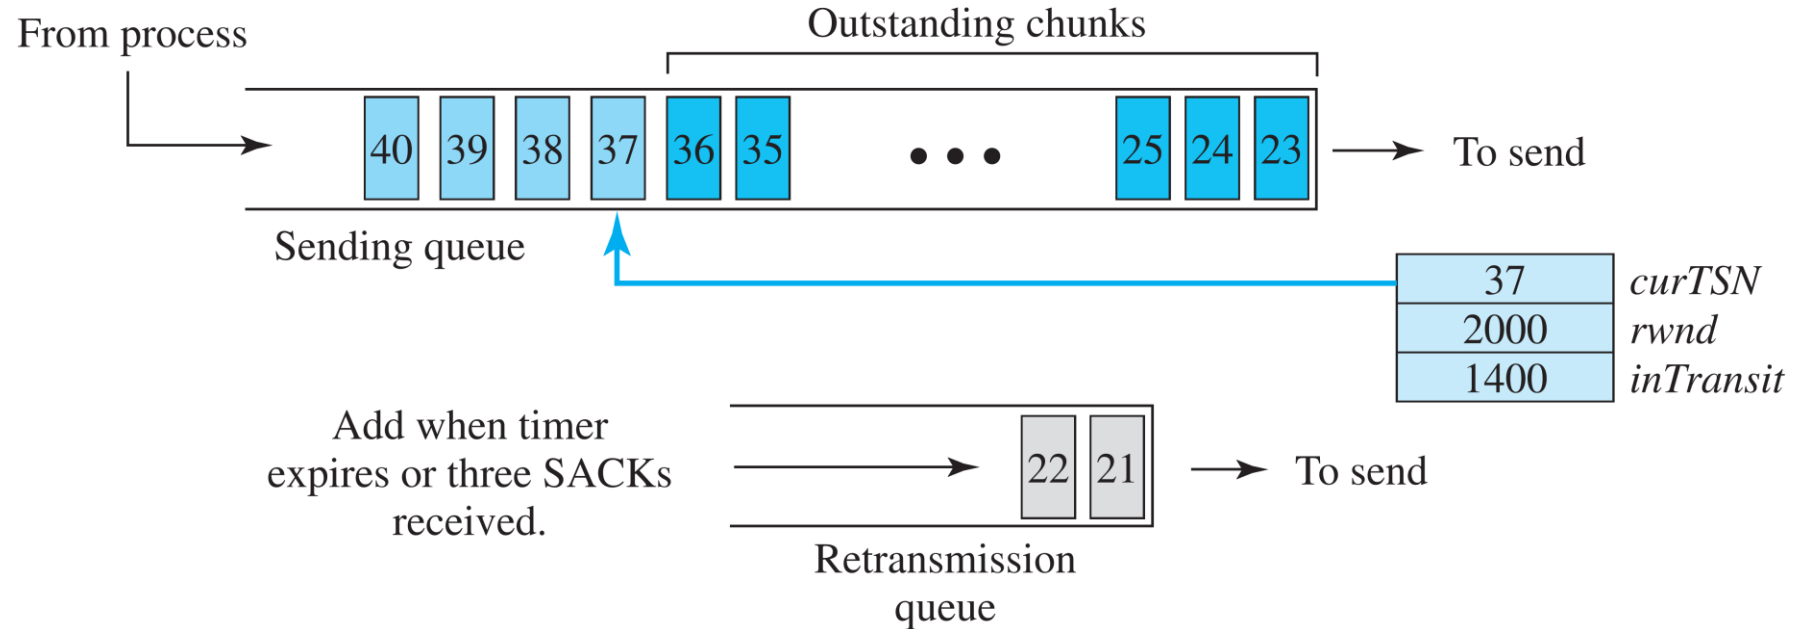 Outstanding chunks
From process
40 39 38 37 36 35 • • • 25 24 23
To send
Sending queue
37 curTSN
2000 rwnd
1400 inTransit
Add when timer
expires or three SACKs
received.
22 21
To send
Retransmission
queue